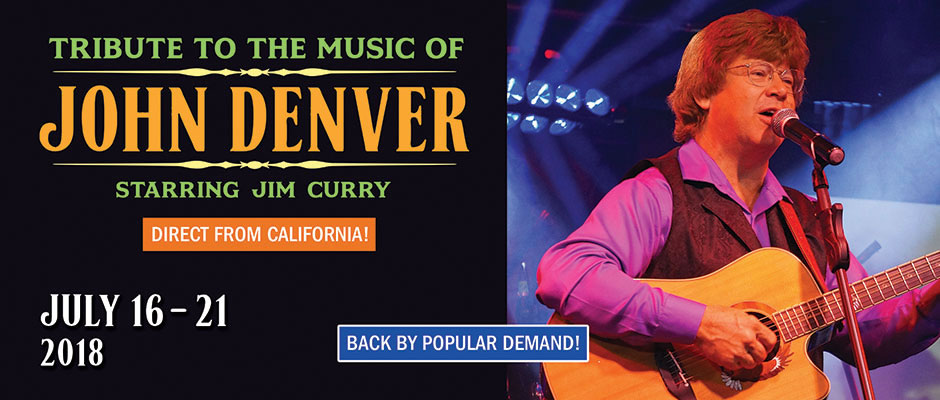 TRIBUTE TO THE MUSIC OF
JOHN DENVER
STARRING JIM CURRY
DIRECT FROM CALIFORNIA!
JULY 16 – 21
2018
BACK BY POPULAR DEMAND!